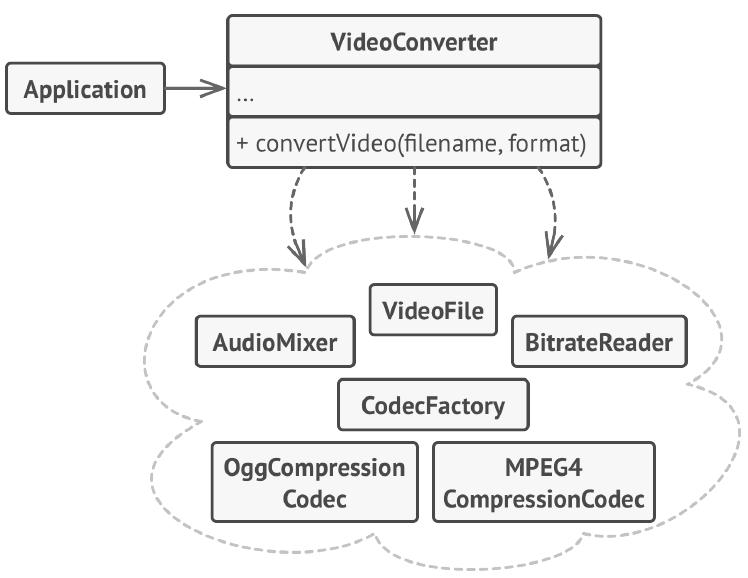 VideoConverter
Application
...
+ convertVideo(filename, format)
VideoFile
AudioMixer
BitrateReader
CodecFactory
OggCompression
Codec
MPEG4
CompressionCodec